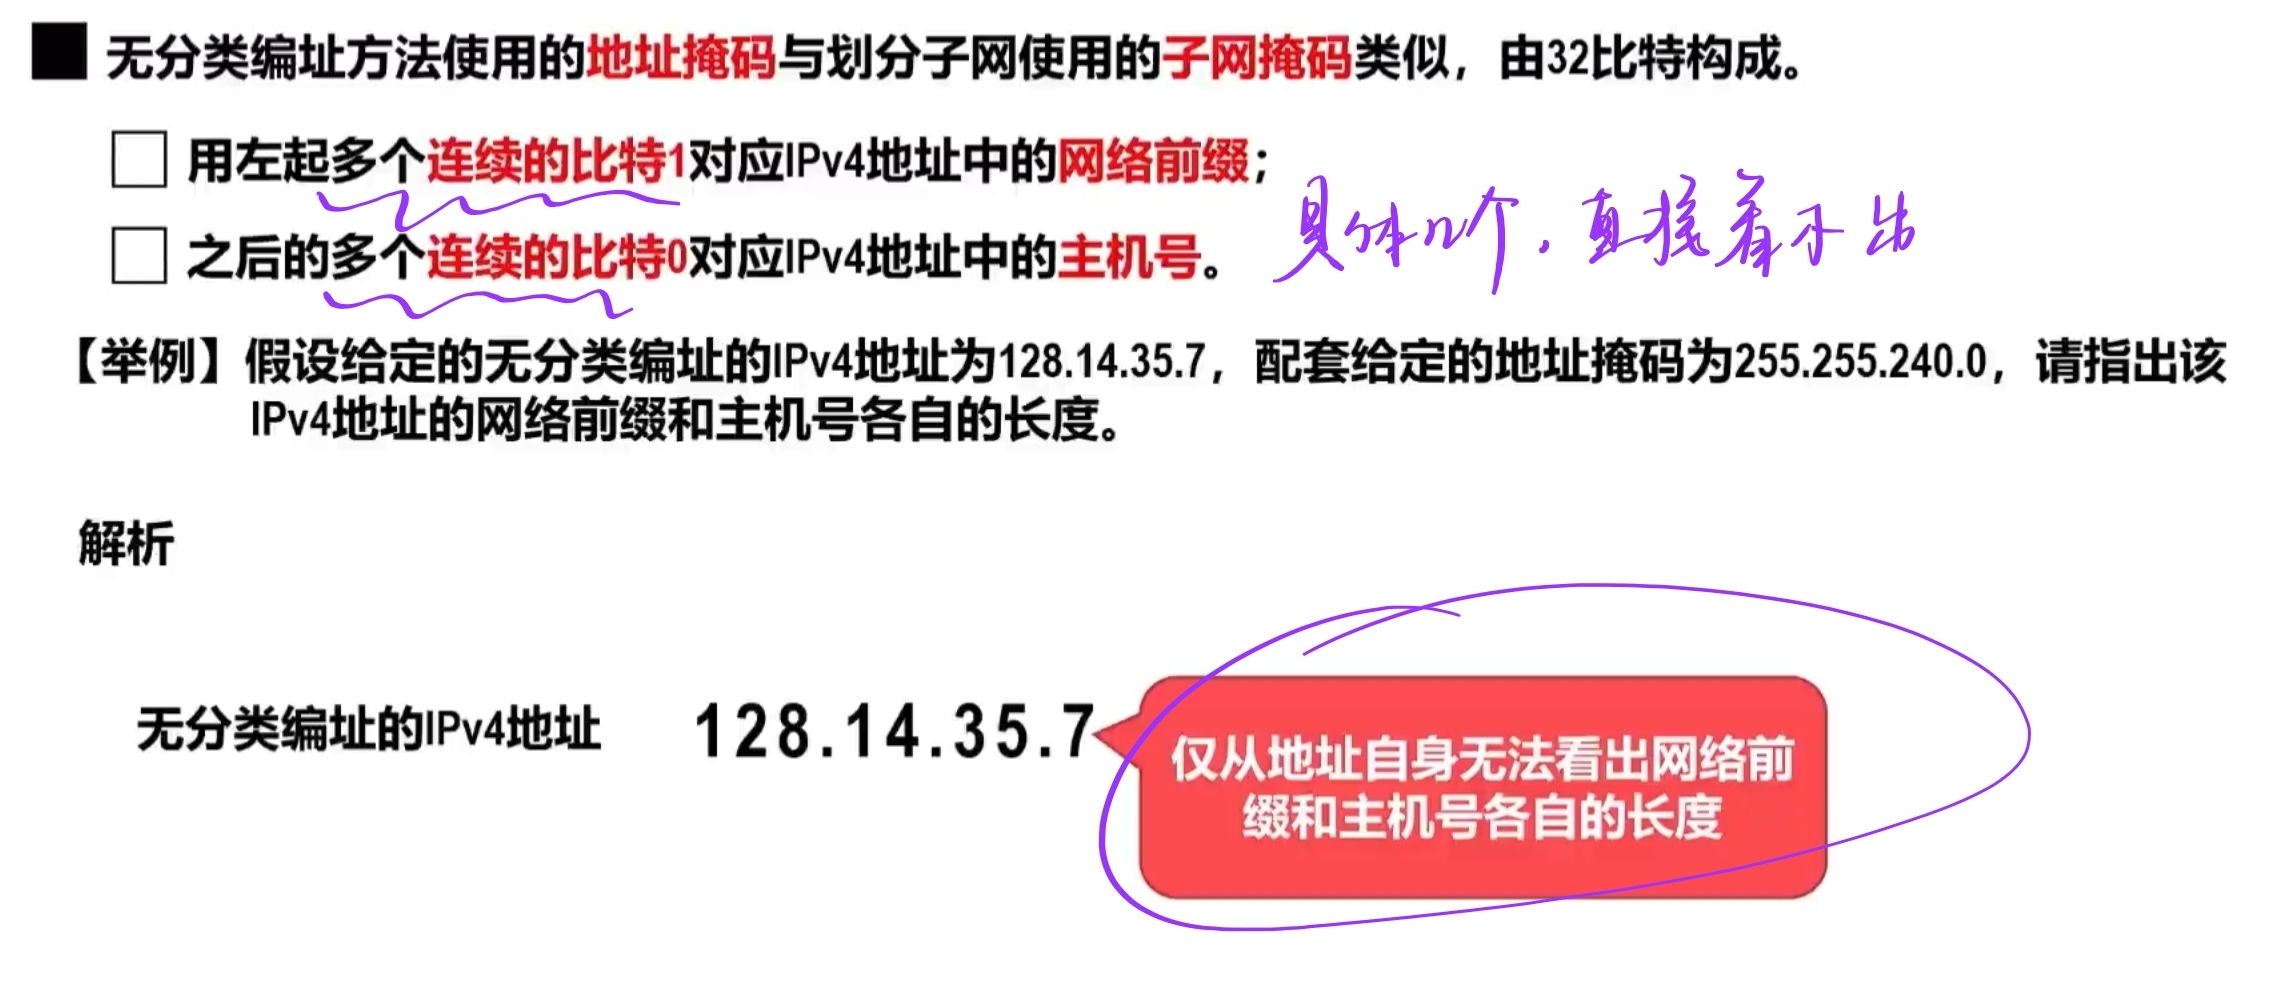 无分类编址方法使用的地址掩码与划分子网使用的子网掩码类似，由32比特构成。
用左起多个连续的比特1对应IPv4地址中的网络前缀；
之后的多个连续的比特0对应IPv4地址中的主机号。
具体几个，直接看不出
【举例】假设给定的无分类编址的IPv4地址为128.14.35.7，配套给定的地址掩码为255.255.240.0，请指出该
IPv4地址的网络前缀和主机号各自的长度。
解析
无分类编址的IPv4地址 128.14.35.7
仅从地址自身无法看出网络前
缀和主机号各自的长度